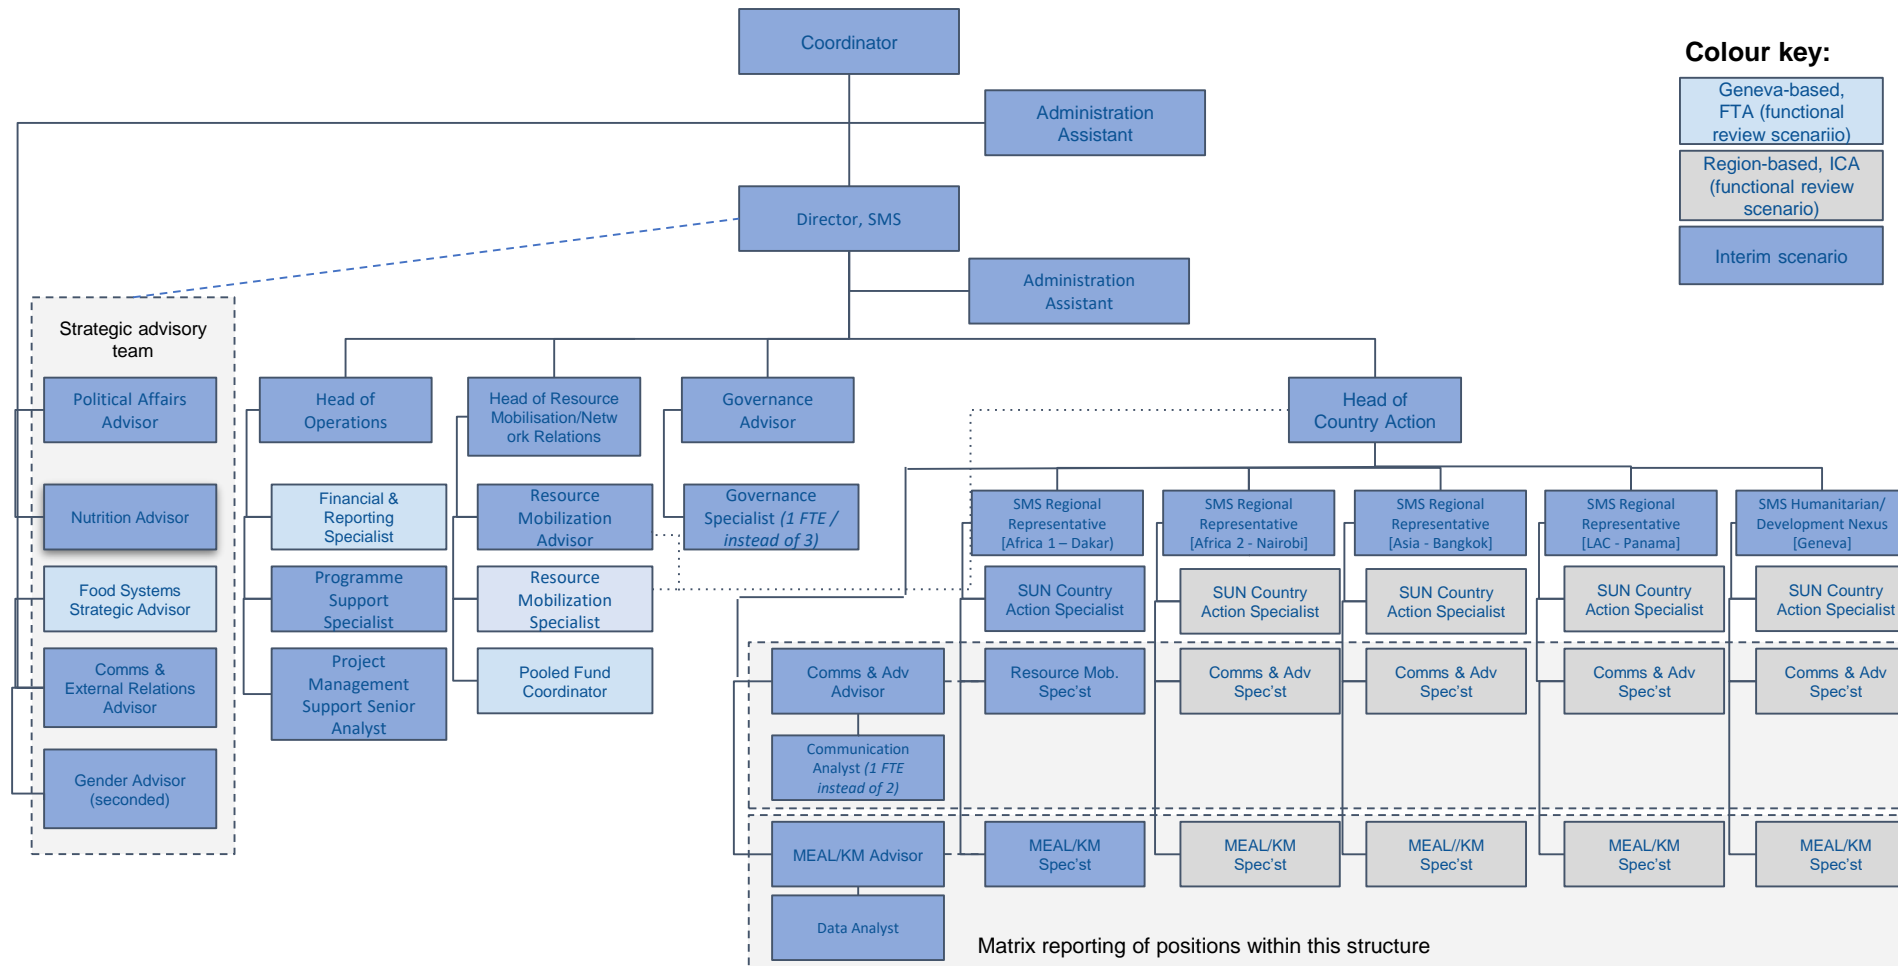 Coordinator
Colour key:
Geneva-based,
FTA (functional
review scenariio)
Region-based, ICA
(functional review
scenario)
Interim scenario
Administration
Assistant
Director, SMS
Administration
Assistant
Strategic advisory
team
Political Affairs
Advisor
Nutrition Advisor
Food Systems
Strategic Advisor
Comms &
External Relations
Advisor
Gender Advisor
(seconded)
Head of
Operations
Financial &
Reporting
Specialist
Programme
Support
Specialist
Project
Management
Support Senior
Analyst
Head of Resource
Mobilisation/Netw
ork Relations
Resource
Mobilization
Advisor
Resource
Mobilization
Specialist
Pooled Fund
Coordinator
Governance
Advisor
Governance
Specialist (1 FTE /
instead of 3)
Head of
Country Action
Comms & Adv
Advisor
Communication
Analyst (1 FTE
instead of 2)
MEAL/KM Advisor
Data Analyst
SMS Regional
Representative
[Africa 1 – Dakar)
SUN Country
Action Specialist
Resource Mob.
Spec'st
MEAL/KM
Spec'st
SMS Regional
Representative
[Africa 2 - Nairobi]
SUN Country
Action Specialist
Comms & Adv
Spec'st
MEAL/KM
Spec'st
SMS Regional
Representative
[Asia - Bangkok]
SUN Country
Action Specialist
Comms & Adv
Spec'st
MEAL//KM
Spec'st
SMS Regional
Representative
[LAC - Panama]
SUN Country
Action Specialist
Comms & Adv
Spec'st
MEAL/KM
Spec'st
SMS Humanitarian/
Development Nexus
[Geneva]
SUN Country
Action Specialist
Comms & Adv
Spec'st
MEAL/KM
Spec'st
Matrix reporting of positions within this structure